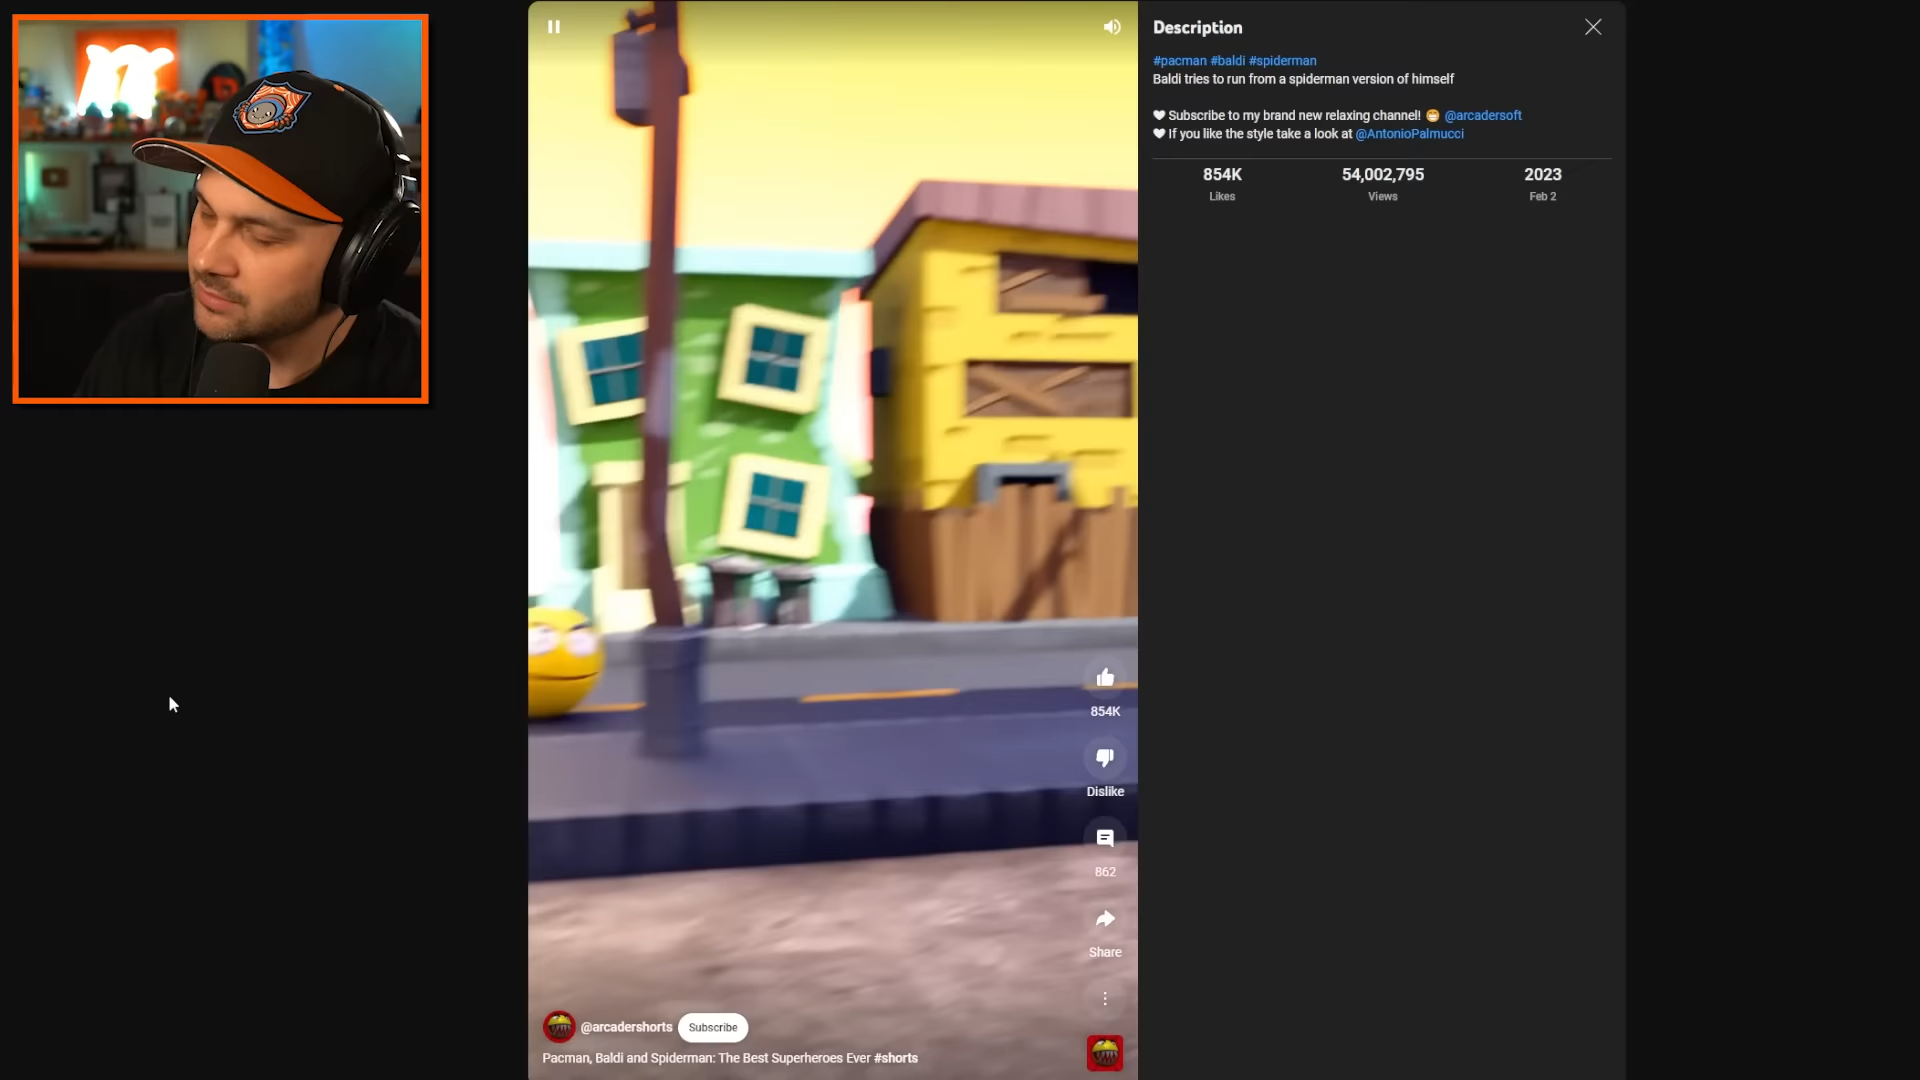 Description
#pacman #baldi #spiderman
Baldi tries to run from a spiderman version of himself
Subscribe to my brand new relaxing channel! 😁 @arcadersoft
If you like the style take a look at @AntonioPalmucci
854K
Likes
54,002,795
Views
2023
Feb 2
854K
Dislike
862
Share
@arcadershorts
Subscribe
Pacman, Baldi and Spiderman: The Best Superheroes Ever #shorts